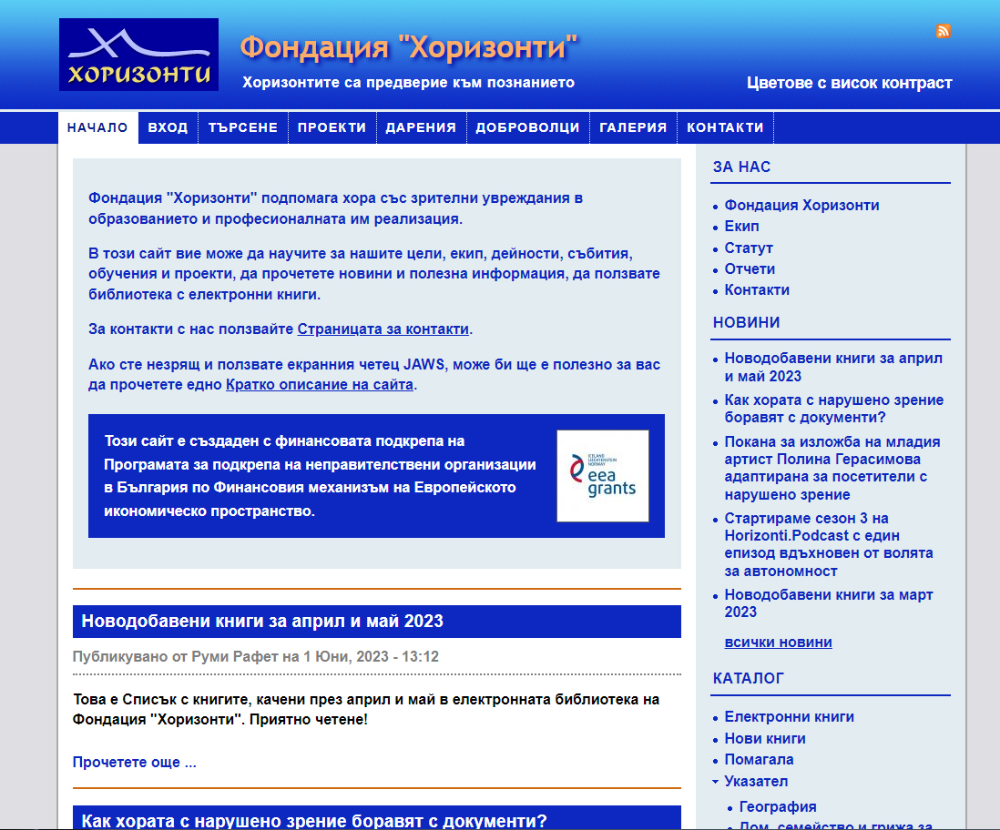 ХОРИЗОНТИ
Фондация "Хоризонти"
Хоризонтите са предверие към познанието
Цветове с висок контраст
НАЧАЛО ВХОД ТЪРСЕНЕ ПРОЕКТИ ДАРЕНИЯ ДОБРОВОЛЦИ ГАЛЕРИЯ КОНТАКТИ
Фондация "Хоризонти" подпомага хора със зрителни увреждания в
образованието и професионалната им реализация.
В този сайт вие може да научите за нашите цели, екип, дейности, събития,
обучения и проекти, да прочетете новини и полезна информация, да ползвате
библиотека с електронни книги.
За контакти с нас ползвайте Страницата за контакти.
Ако сте незрящ и ползвате екранния четец JAWS, може би ще е полезно за вас
да прочетете едно Кратко описание на сайта.
Този сайт е създаден с финансовата подкрепа на
Програмата за подкрепа на неправителствени организации
в България по Финансовия механизъм на Европейското
икономическо пространство.
ICELAND
LIECHTENSTEIN
NORWAY
eea
grants
Новодобавени книги за април и май 2023
Публикувано от Руми Рафет на 1 Юни, 2023 - 13:12
Това е Списък с книгите, качени през април и май в електронната библиотека на
Фондация "Хоризонти". Приятно четене!
Прочетете още ...
Как хората с нарушено зрение боравят с документи?
ЗА НАС
Фондация Хоризонти
Екип
Статут
Отчети
Контакти
НОВИНИ
Новодобавени книги за април
и май 2023
Как хората с нарушено зрение
боравят с документи?
Покана за изложба на младия
артист Полина Герасимова
адаптирана за посетители с
нарушено зрение
Стартираме сезон 3 на
Horizonti.Podcast с един
епизод вдъхновен от волята
за автономност
Новодобавени книги за март
2023
всички новини
КАТАЛОГ
Електронни книги
Нови книги
Помагала
Указател
География
Дом, семейство и грижа за